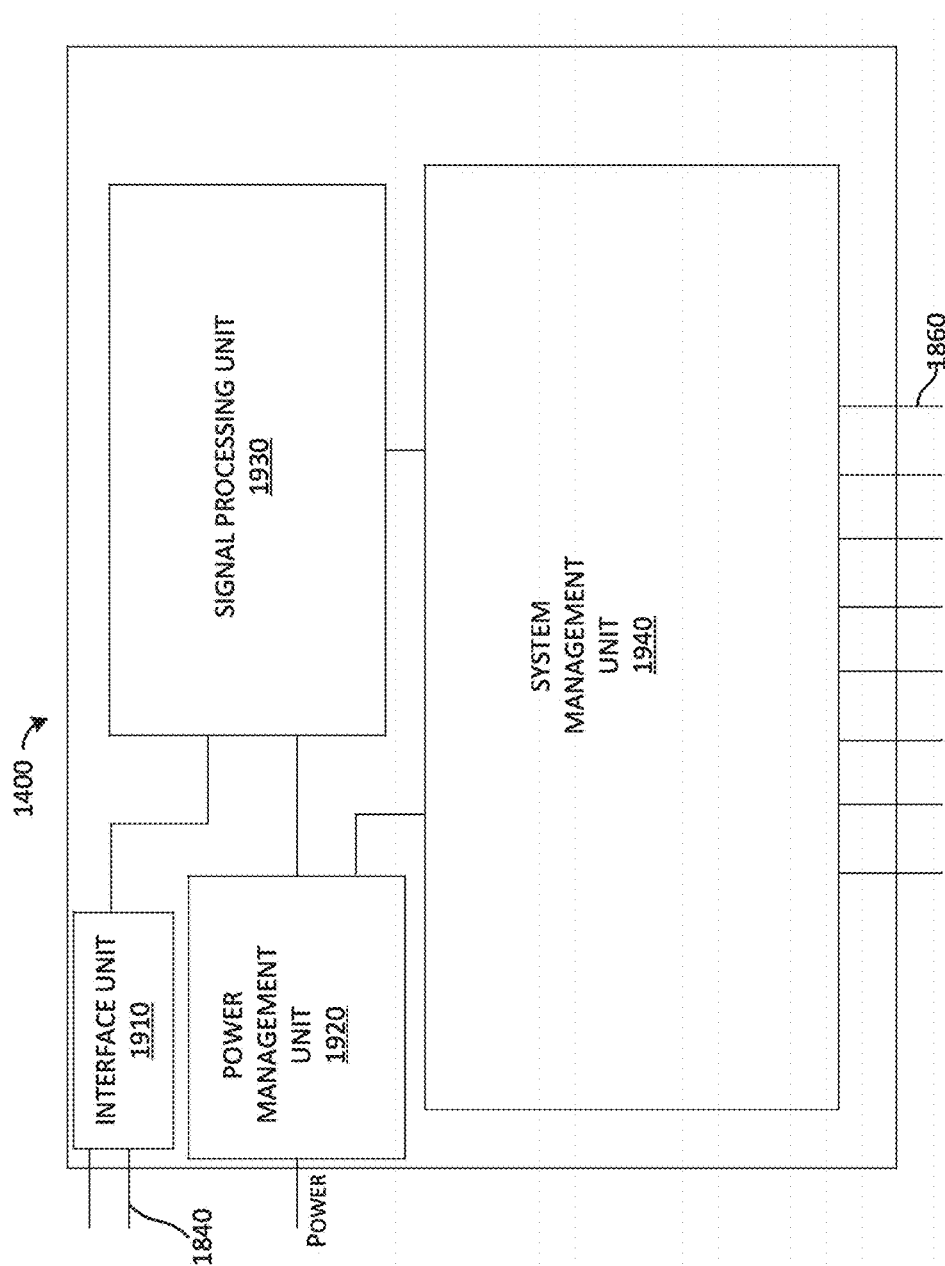 1400
INTERFACE UNIT
1910
1840
POWER
MANAGEMENT
UNIT
1920
POWER
SIGNAL PROCESSING UNIT
1930
SYSTEM
MANAGEMENT
UNIT
1940
1860